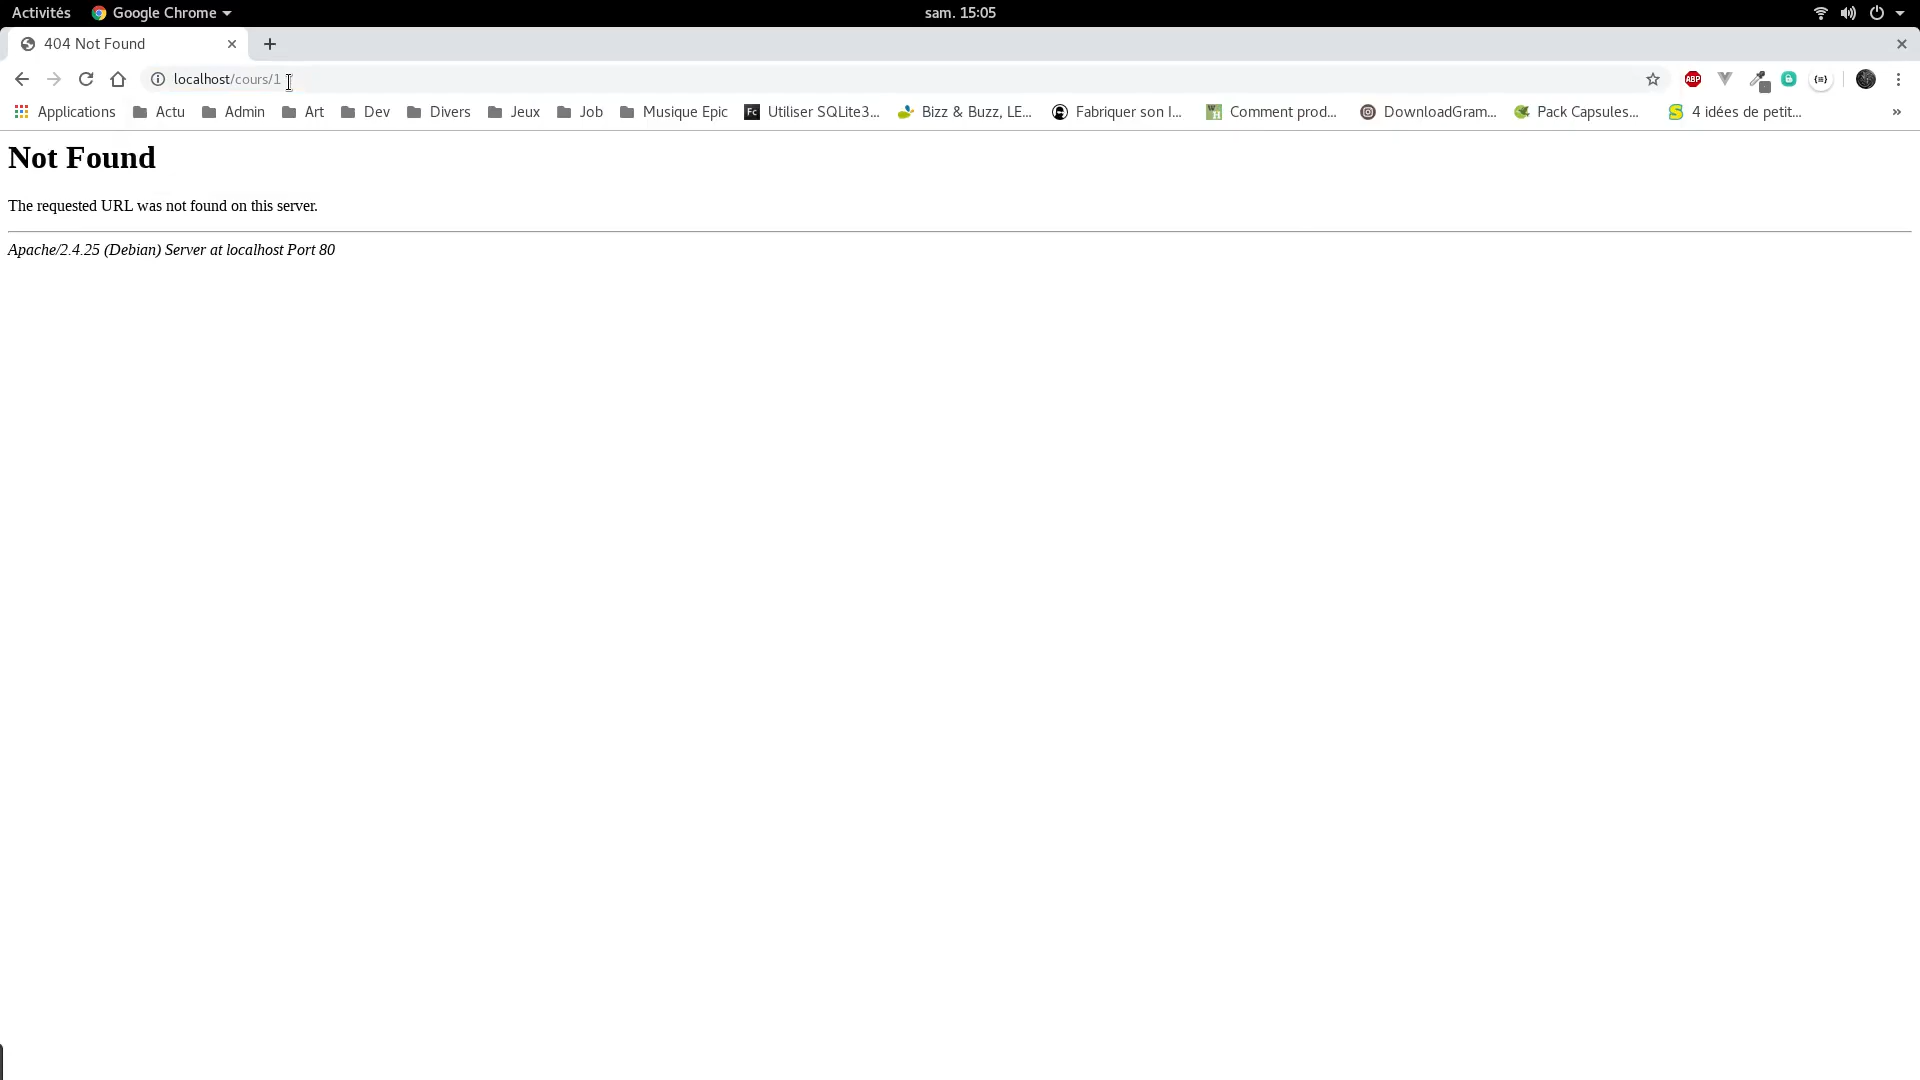 Activités Google Chrome sam. 15:05
404 Not Found
localhost/cours/1 ABP
Applications Actu Admin Art Dev Divers Jeux Job Musique Epic Fc Utiliser SQLite3... Bizz & Buzz, LE... Fabriquer son I... Comment prod... DownloadGram... Pack Capsules... 4 idées de petit... »
Not Found
The requested URL was not found on this server.
Apache/2.4.25 (Debian) Server at localhost Port 80